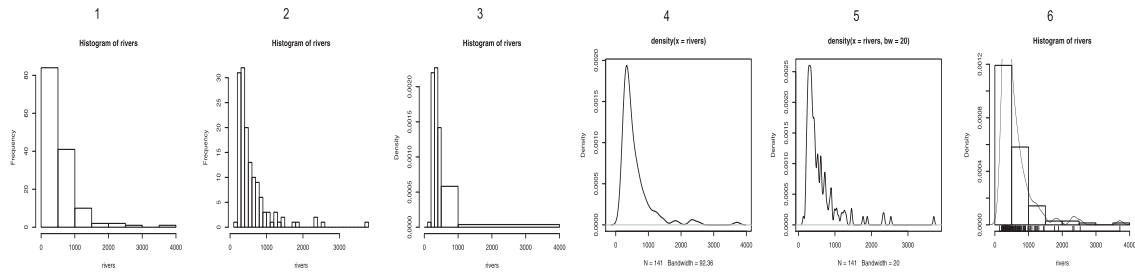 1
Histogram of rivers
Frequency
0 20 40 60 80
0 1000 2000 3000 4000
rivers
2
Histogram of rivers
Frequency
0 5 10 15 20 25 30
0 1000 2000 3000
rivers
3
Histogram of rivers
Density
0.0000 0.0005 0.0010 0.0015 0.0020
0 1000 2000 3000 4000
rivers
4
density(x = rivers)
Density
0.0000 0.0005 0.0010 0.0015 0.0020
0 1000 2000 3000 4000
N = 141 Bandwidth = 92.36
5
density(x = rivers, bw = 20)
Density
0.0000 0.0005 0.0010 0.0015 0.0020 0.0025
0 1000 2000 3000
N = 141 Bandwidth = 20
6
Histogram of rivers
Density
0.0000 0.0004 0.0008 0.0012
0 1000 2000 3000 4000
rivers